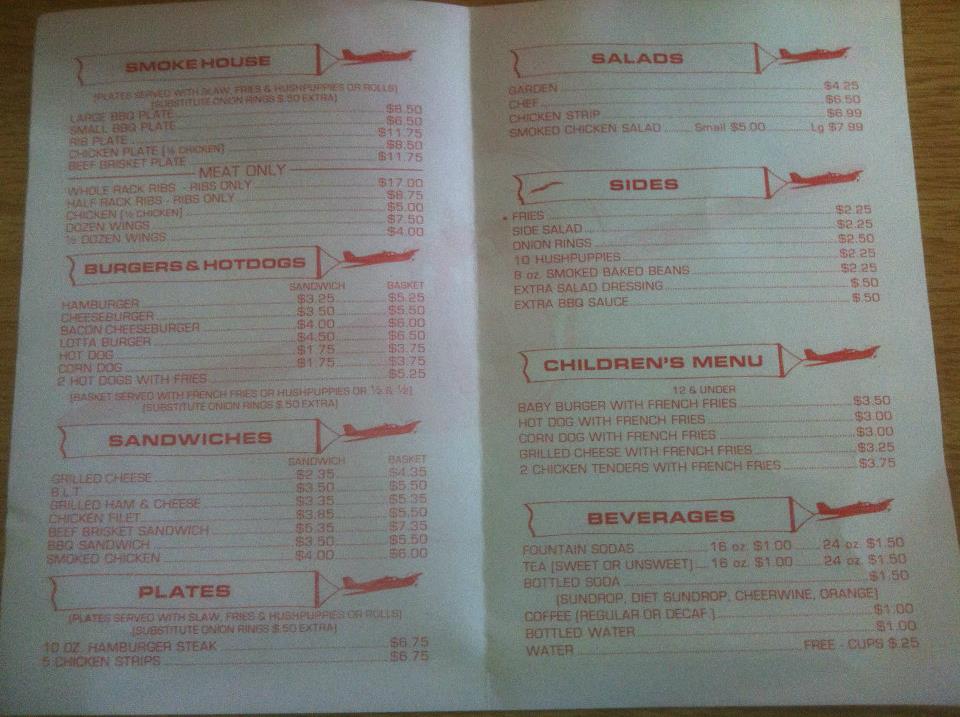 SMOKE HOUSE
(PLATES SERVED WITH SLAW, FRIES & HUSHPUPPIES OR ROLLS)
(SUBSTITUTE ONION RINGS $.50 EXTRA)
LARGE BBQ PLATE $8.50
SMALL BBQ PLATE $6.50
RIB PLATE $11.75
CHICKEN PLATE (½ CHICKEN) $8.50
BEEF BRISKET PLATE $11.75
MEAT ONLY
WHOLE RACK RIBS - RIBS ONLY $17.00
HALF RACK RIBS - RIBS ONLY $8.75
CHICKEN (½ CHICKEN) $5.00
DOZEN WINGS $7.50
½ DOZEN WINGS $4.00
BURGERS & HOTDOGS
SANDWICH BASKET
HAMBURGER $3.25 $5.25
CHEESEBURGER $3.50 $5.50
BACON CHEESEBURGER $4.00 $6.00
LOTTA BURGER $4.50 $6.50
HOT DOG $1.75 $3.75
CORN DOG $1.75 $3.75
2 HOT DOGS WITH FRIES $5.25
(BASKET SERVED WITH FRENCH FRIES OR HUSHPUPPIES OR ½ & ½)
(SUBSTITUTE ONION RINGS $.50 EXTRA)
SANDWICHES
SANDWICH BASKET
GRILLED CHEESE $2.35 $4.35
B.L.T. $3.50 $5.50
GRILLED HAM & CHEESE $3.35 $5.35
CHICKEN FILET $3.85 $5.50
BEEF BRISKET SANDWICH $5.35 $7.35
BBQ SANDWICH $3.50 $5.50
SMOKED CHICKEN $4.00 $6.00
PLATES
(PLATES SERVED WITH SLAW, FRIES & HUSHPUPPIES OR ROLLS)
(SUBSTITUTE ONION RINGS $.50 EXTRA)
10 OZ. HAMBURGER STEAK $6.75
5 CHICKEN STRIPS $6.75
SALADS
GARDEN $4.25
CHEF $6.50
CHICKEN STRIP $6.99
SMOKED CHICKEN SALAD Small $5.00 Lg $7.99
SIDES
FRIES $2.25
SIDE SALAD $2.25
ONION RINGS $2.50
10 HUSHPUPPIES $2.25
8 oz. SMOKED BAKED BEANS $2.25
EXTRA SALAD DRESSING $.50
EXTRA BBQ SAUCE $.50
CHILDREN'S MENU
12 & UNDER
BABY BURGER WITH FRENCH FRIES $3.50
HOT DOG WITH FRENCH FRIES $3.00
CORN DOG WITH FRENCH FRIES $3.00
GRILLED CHEESE WITH FRENCH FRIES $3.25
2 CHICKEN TENDERS WITH FRENCH FRIES $3.75
BEVERAGES
FOUNTAIN SODAS 16 oz. $1.00 24 oz. $1.50
TEA (SWEET OR UNSWEET) 16 oz. $1.00 24 oz. $1.50
BOTTLED SODA $1.50
(SUNDROP, DIET SUNDROP, CHEERWINE, ORANGE)
COFFEE (REGULAR OR DECAF.) $1.00
BOTTLED WATER $1.00
WATER FREE - CUPS $.25